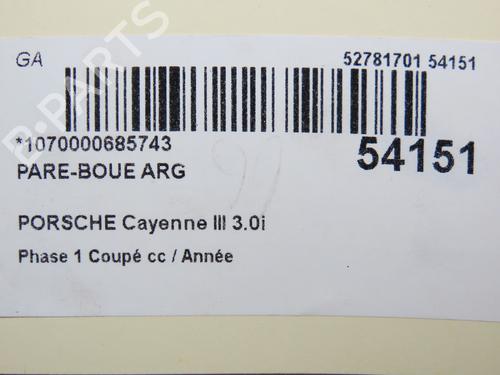 GA
52781701 54151
*1070000685743
54151
PARE-BOUE ARG
PORSCHE Cayenne III 3.0i
Phase 1 Coupé cc / Année
B-PARTS